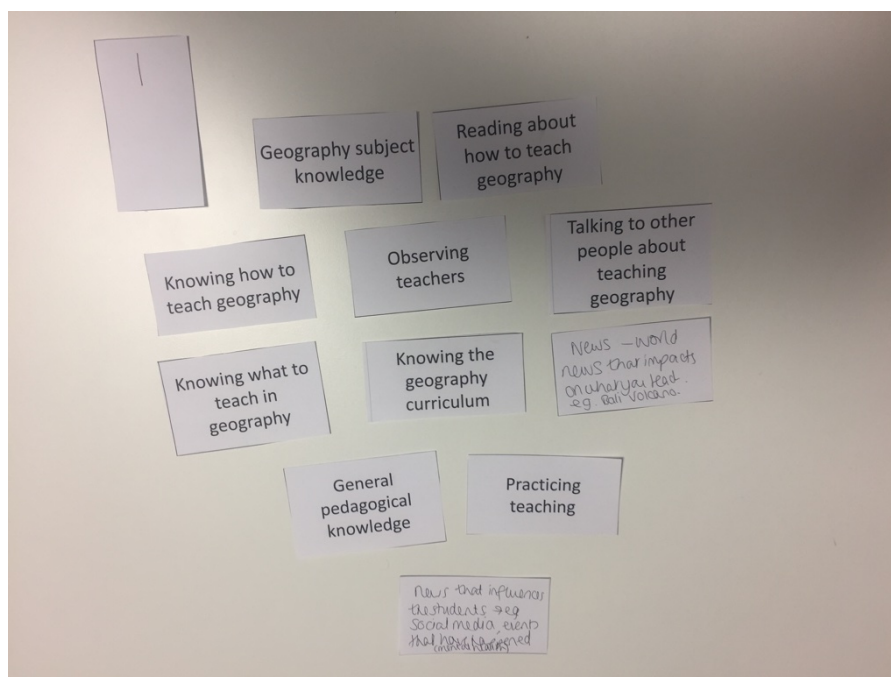 I
Geography subject
knowledge
Reading about
how to teach
geography
Knowing how to
teach geography
Observing
teachers
Talking to other
people about
teaching
geography
Knowing what to
teach in
geography
Knowing the
geography
curriculum
News – world
news that impacts
on what you
e.g. Bali Volcano.
General
pedagogical
knowledge
Practicing
teaching
News that influences
the students → eg
Social media, events
that have happened